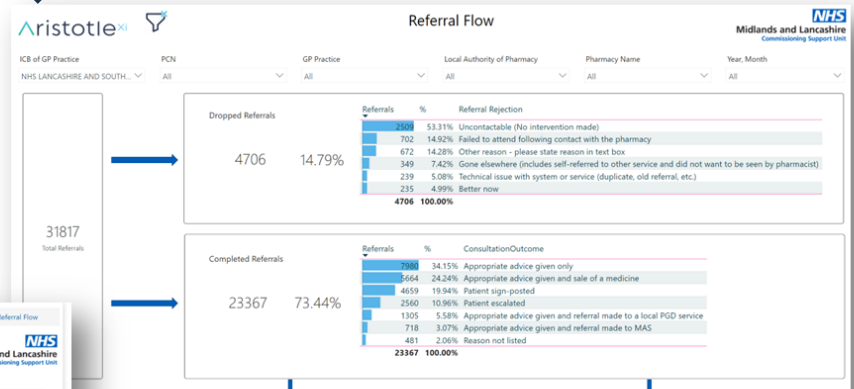 Aristotle xi
Referral Flow
NHS
Midlands and Lancashire
Commissioning Support Unit
ICB of GP Practice PCN GP Practice Local Authority of Pharmacy Pharmacy Name Year, Month
NHS LANCASHIRE AND SOUTH... All All All All All
31817
Total Referrals
Dropped Referrals
4706 14.79%
Referrals % Referral Rejection
2509 53.31% Uncontactable (No intervention made)
702 14.92% Failed to attend following contact with the pharmacy
672 14.28% Other reason - please state reason in text box
349 7.42% Gone elsewhere (includes self-referred to other service and did not want to be seen by pharmacist)
239 5.08% Technical issue with system or service (duplicate, old referral, etc.)
235 4.99% Better now
4706 100.00%
Completed Referrals
23367 73.44%
Referrals % ConsultationOutcome
7980 34.15% Appropriate advice given only
5664 24.24% Appropriate advice given and sale of a medicine
4659 19.94% Patient sign-posted
2560 10.96% Patient escalated
1305 5.58% Appropriate advice given and referral made to a local PGD service
718 3.07% Appropriate advice given and referral made to MAS
481 2.06% Reason not listed
23367 100.00%
Referral Flow
NHS
nd Lancashire
ssioning Support Unit